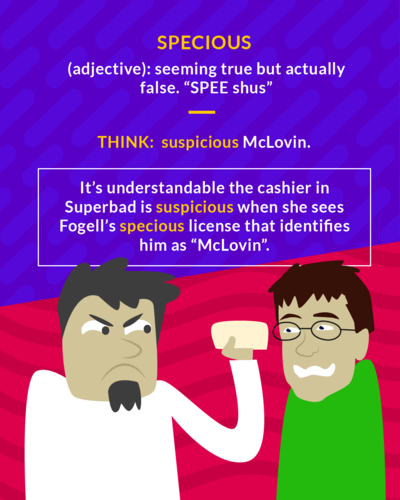 SPECIOUS
(adjective): seeming true but actually
false. “SPEE shus”
THINK: suspicious McLovin.
It’s understandable the cashier in
Superbad is suspicious when she sees
Fogell’s specious license that identifies
him as “McLovin”.